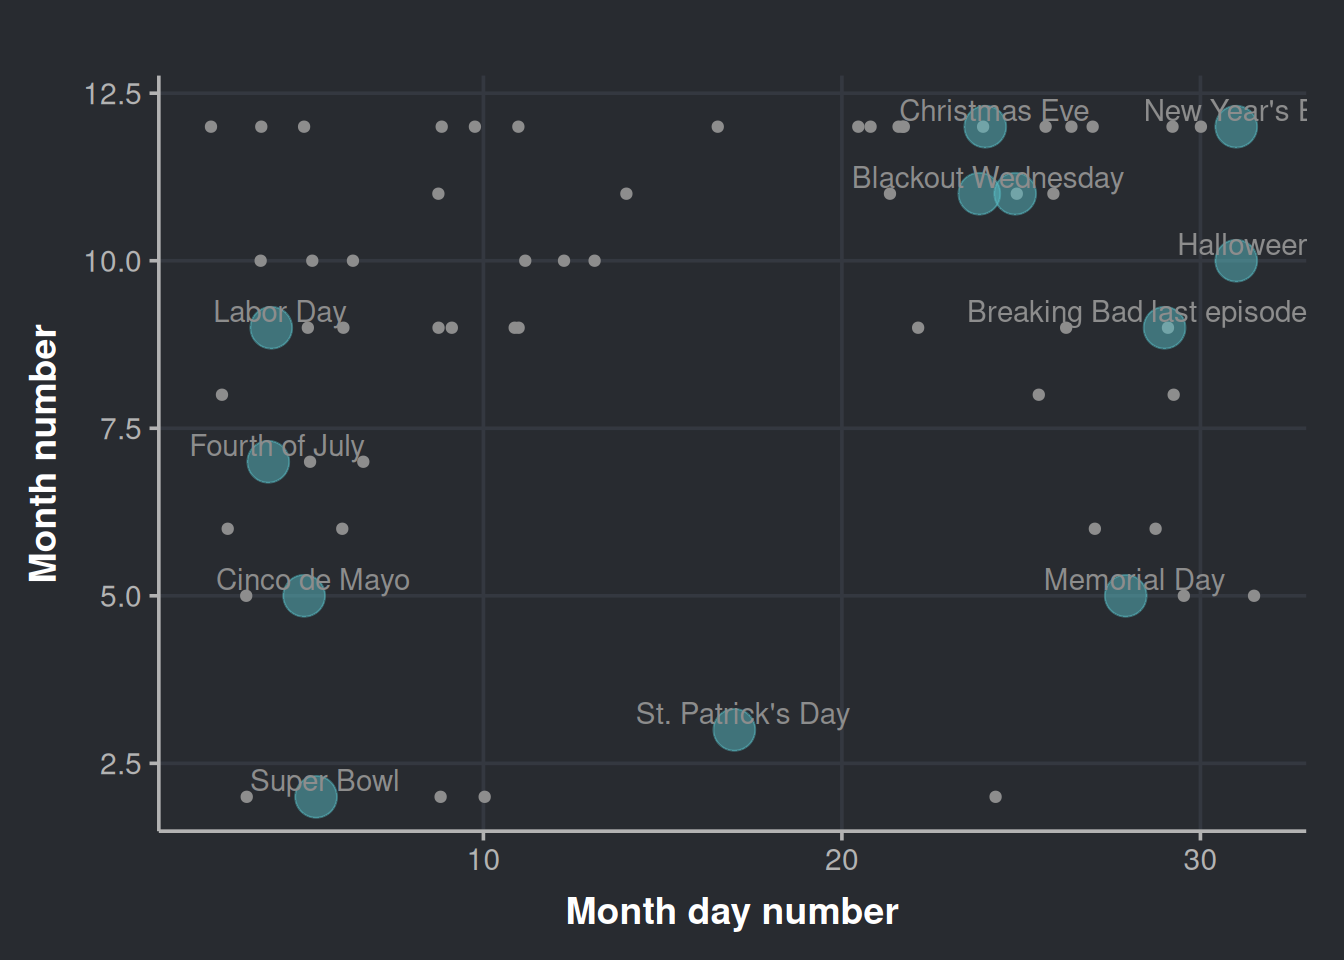 12.5
Christmas Eve
New Year's E
Blackout Wednesday
10.0
Halloween
Labor Day
Breaking Bad last episode
7.5
Fourth of July
5.0
Cinco de Mayo
Memorial Day
St. Patrick's Day
2.5
Super Bowl
10
20
30
Month day number
Month number